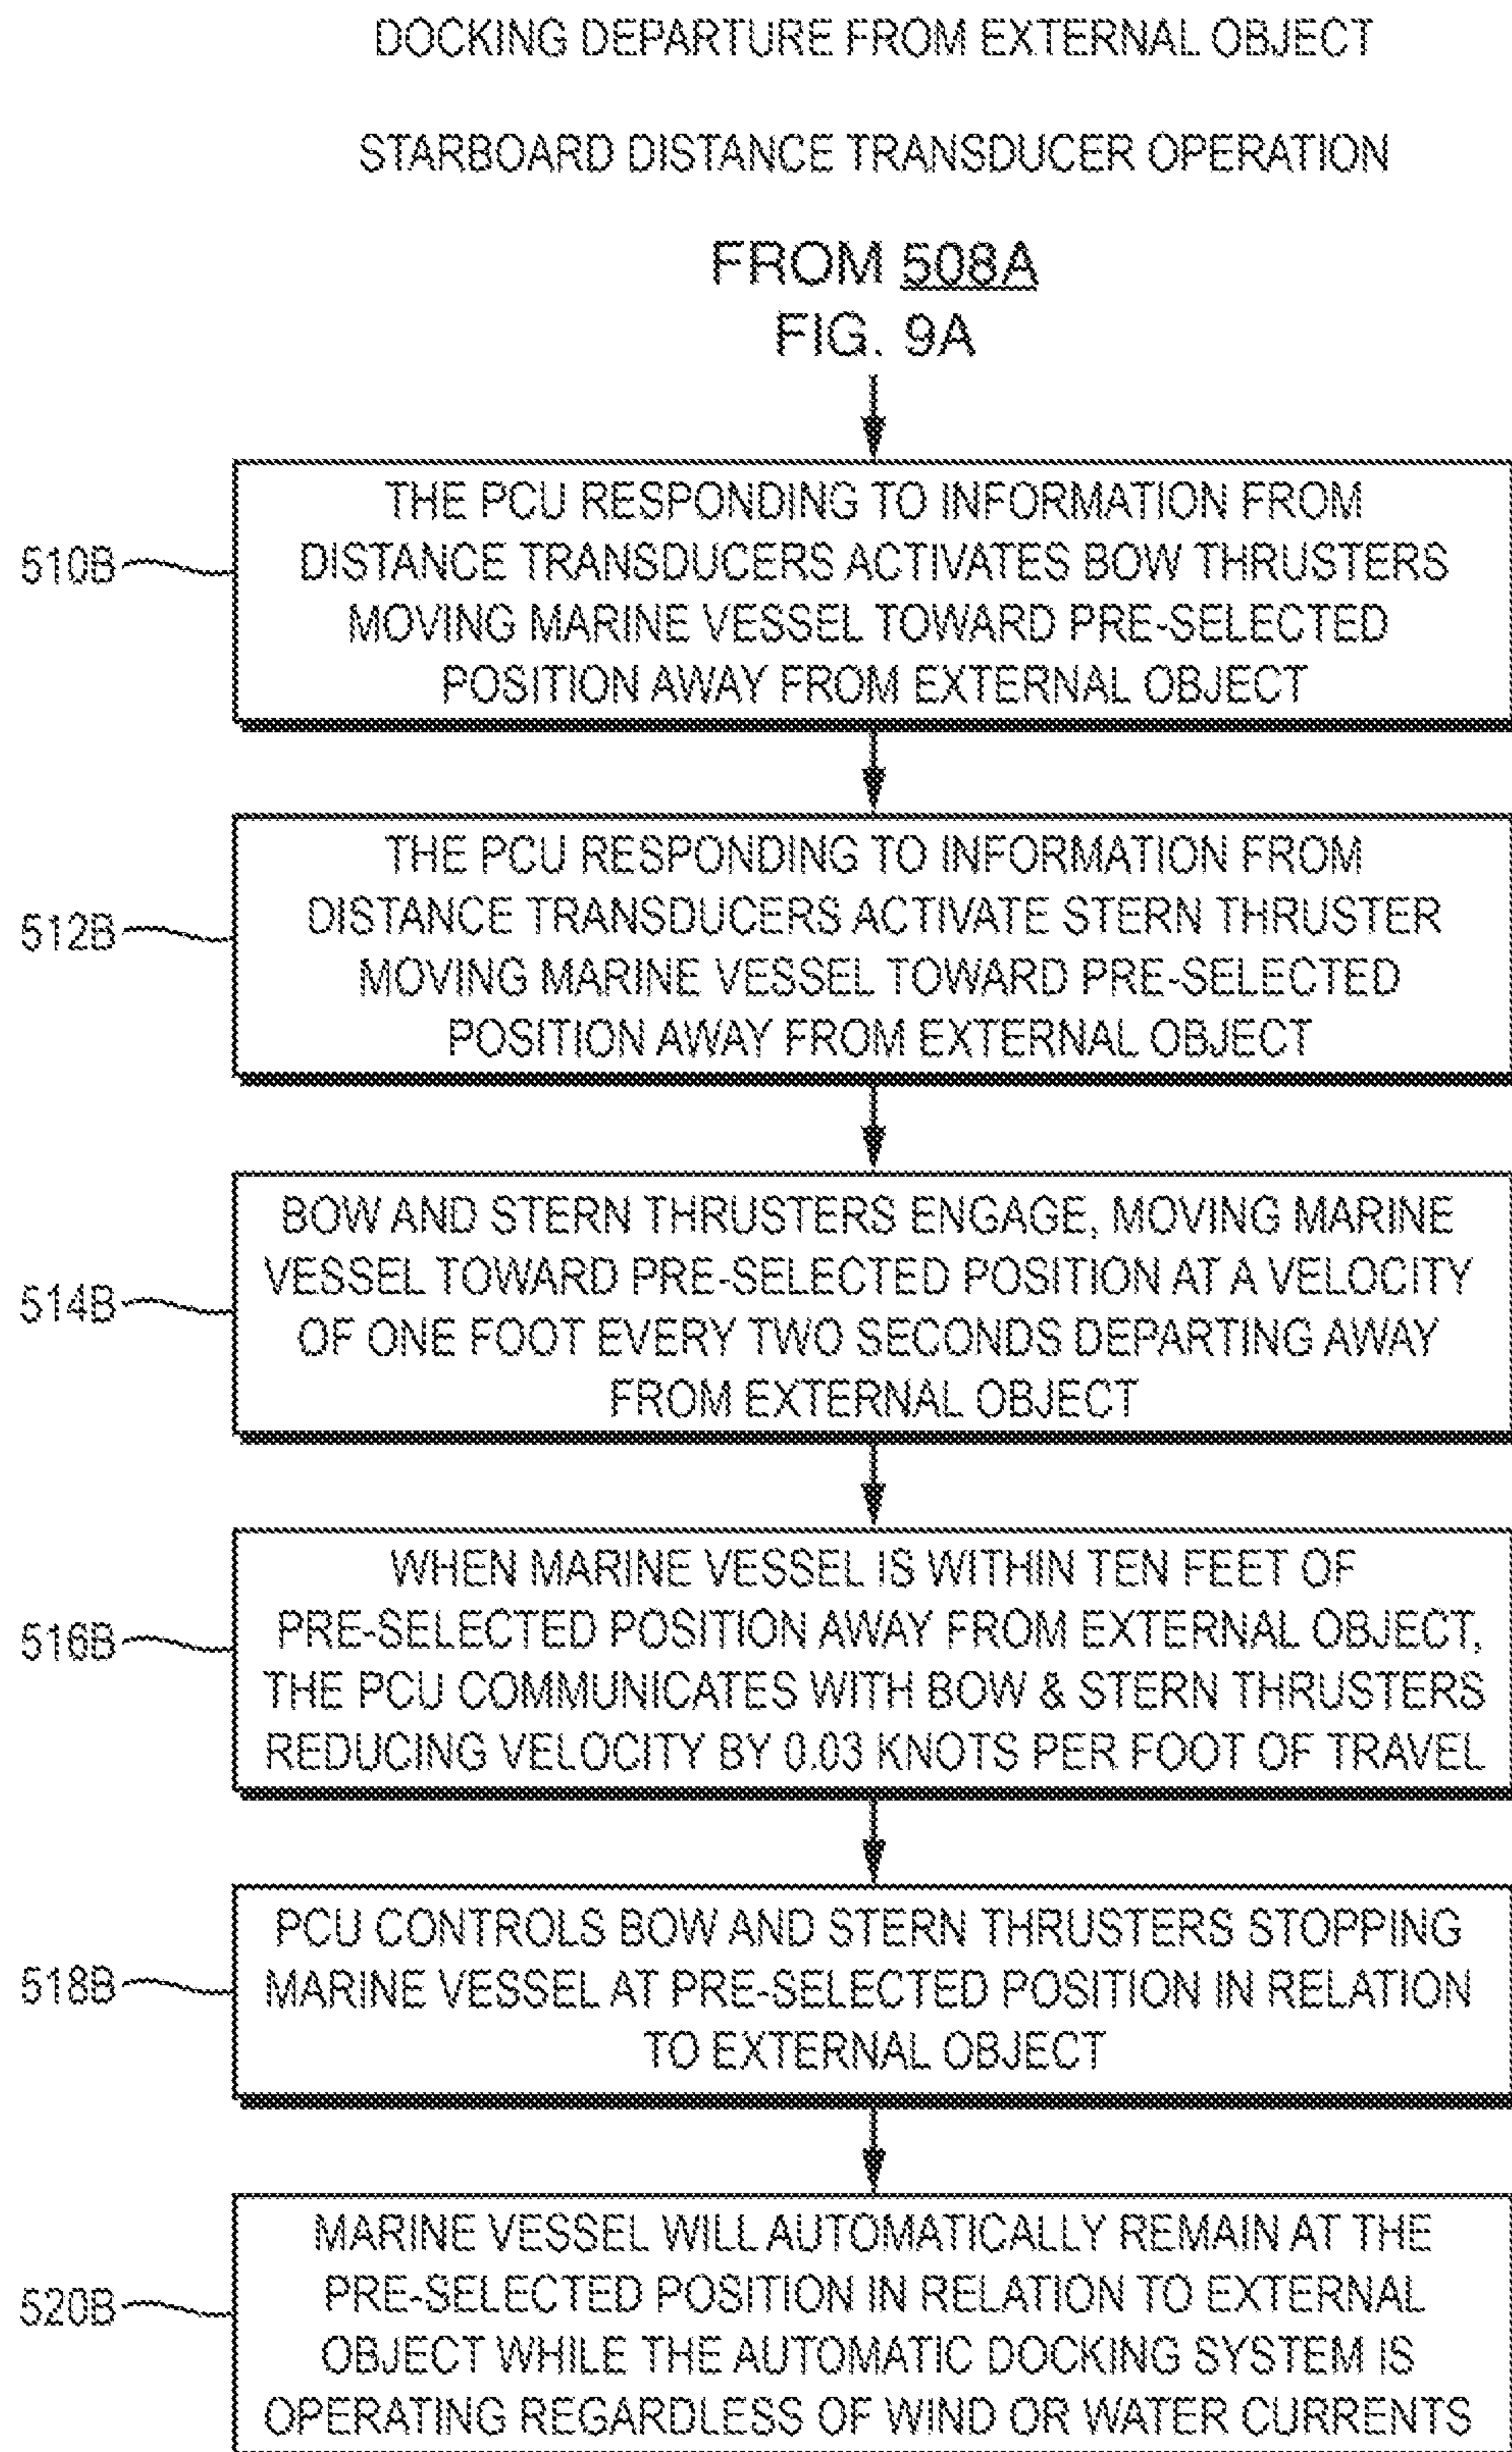 DOCKING DEPARTURE FROM EXTERNAL OBJECT
STARBOARD DISTANCE TRANSDUCER OPERATION
FROM 508A
FIG. 9A
510B
THE PCU RESPONDING TO INFORMATION FROM
DISTANCE TRANSDUCERS ACTIVATES BOW THRUSTERS
MOVING MARINE VESSEL TOWARD PRE-SELECTED
POSITION AWAY FROM EXTERNAL OBJECT
512B
THE PCU RESPONDING TO INFORMATION FROM
DISTANCE TRANSDUCERS ACTIVATE STERN THRUSTER
MOVING MARINE VESSEL TOWARD PRE-SELECTED
POSITION AWAY FROM EXTERNAL OBJECT
514B
BOW AND STERN THRUSTERS ENGAGE, MOVING MARINE
VESSEL TOWARD PRE-SELECTED POSITION AT A VELOCITY
OF ONE FOOT EVERY TWO SECONDS DEPARTING AWAY
FROM EXTERNAL OBJECT
516B
WHEN MARINE VESSEL IS WITHIN TEN FEET OF
PRE-SELECTED POSITION AWAY FROM EXTERNAL OBJECT,
THE PCU COMMUNICATES WITH BOW & STERN THRUSTERS
REDUCING VELOCITY BY 0.03 KNOTS PER FOOT OF TRAVEL
518B
PCU CONTROLS BOW AND STERN THRUSTERS STOPPING
MARINE VESSEL AT PRE-SELECTED POSITION IN RELATION
TO EXTERNAL OBJECT
520B
MARINE VESSEL WILL AUTOMATICALLY REMAIN AT THE
PRE-SELECTED POSITION IN RELATION TO EXTERNAL
OBJECT WHILE THE AUTOMATIC DOCKING SYSTEM IS
OPERATING REGARDLESS OF WIND OR WATER CURRENTS